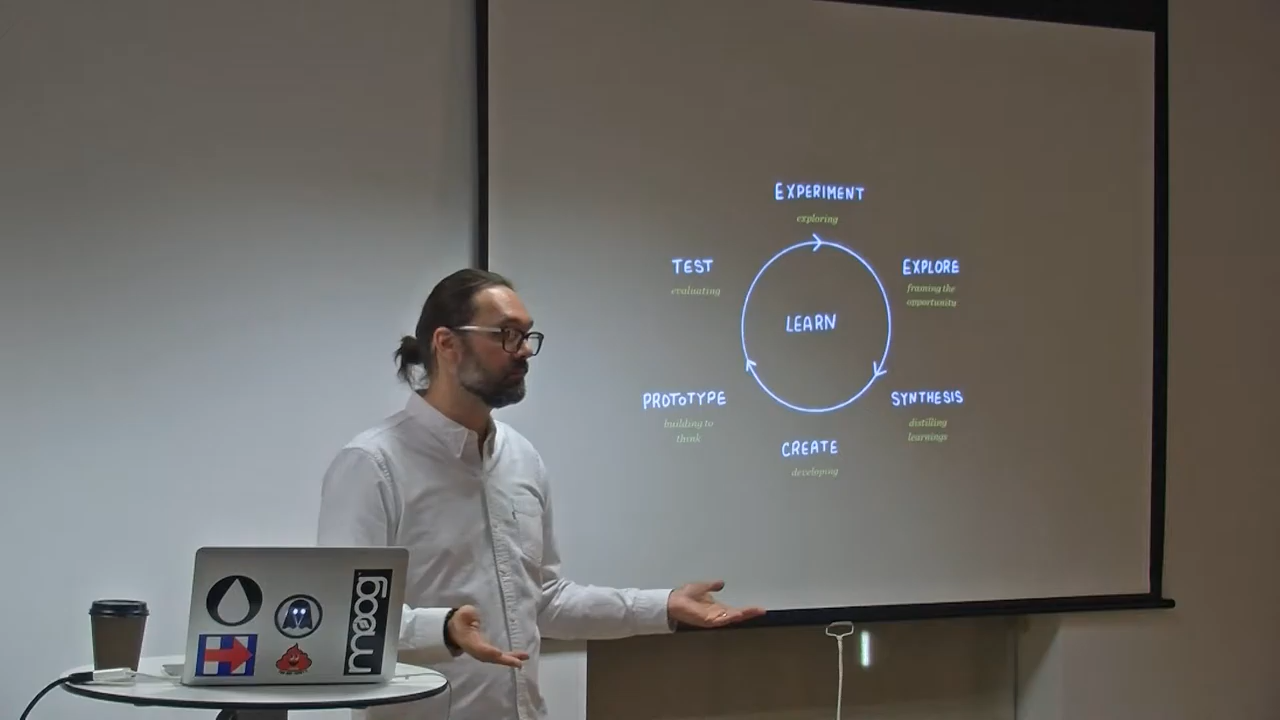 EXPERIMENT
exploring
TEST
evaluating
EXPLORE
framing the
opportunity
LEARN
PROTOTYPE
building to
think
SYNTHESIS
distilling
learnings
CREATE
developing
moog
H